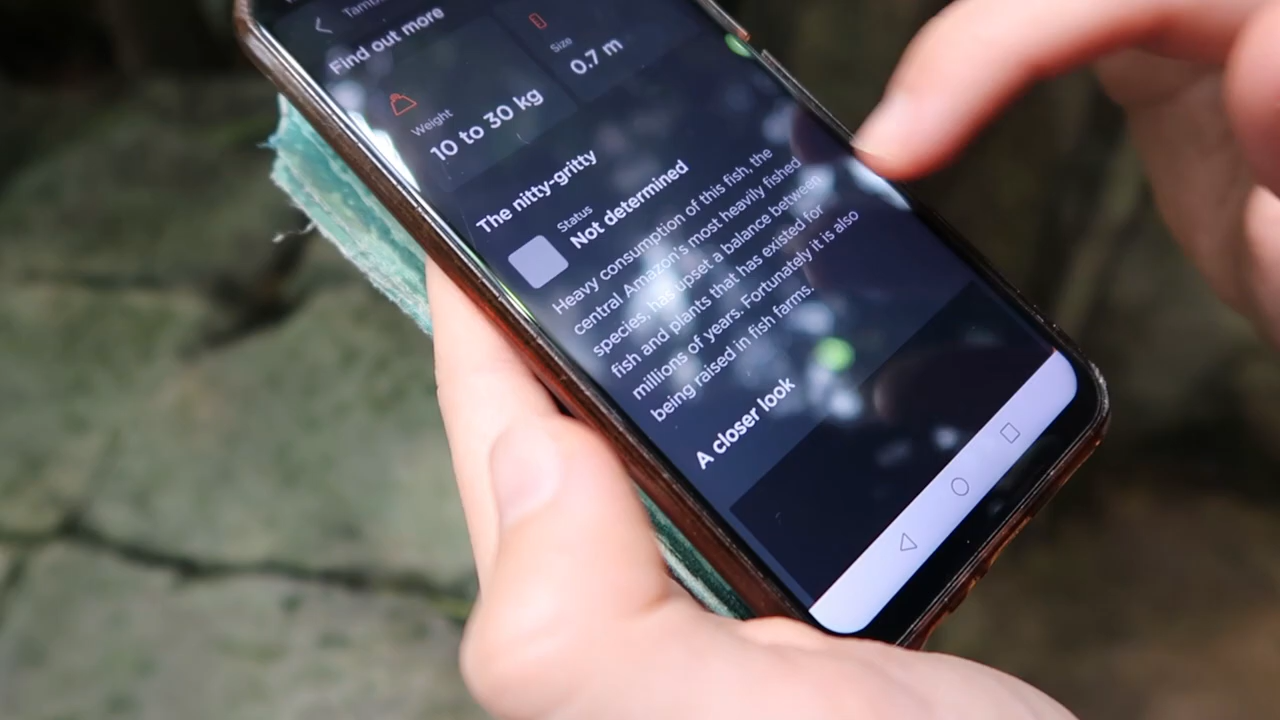 Find out more
Weight
10 to 30 kg
Size
0.7 m
The nitty-gritty
Status
Not determined
Heavy consumption of this fish, the
central Amazon's most heavily fished
species, has upset a balance between
fish and plants that has existed for
millions of years. Fortunately it is also
being raised in fish farms.
A closer look